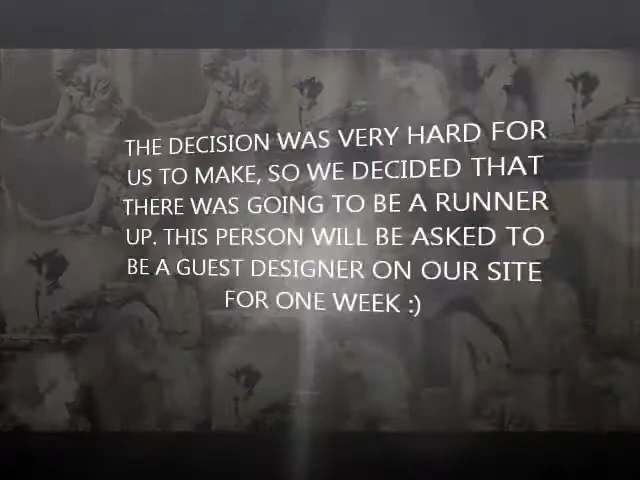 THE DECISION WAS VERY HARD FOR
US TO MAKE, SO WE DECIDED THAT
THERE WAS GOING TO BE A RUNNER
UP. THIS PERSON WILL BE ASKED TO
BE A GUEST DESIGNER ON OUR SITE
FOR ONE WEEK :)